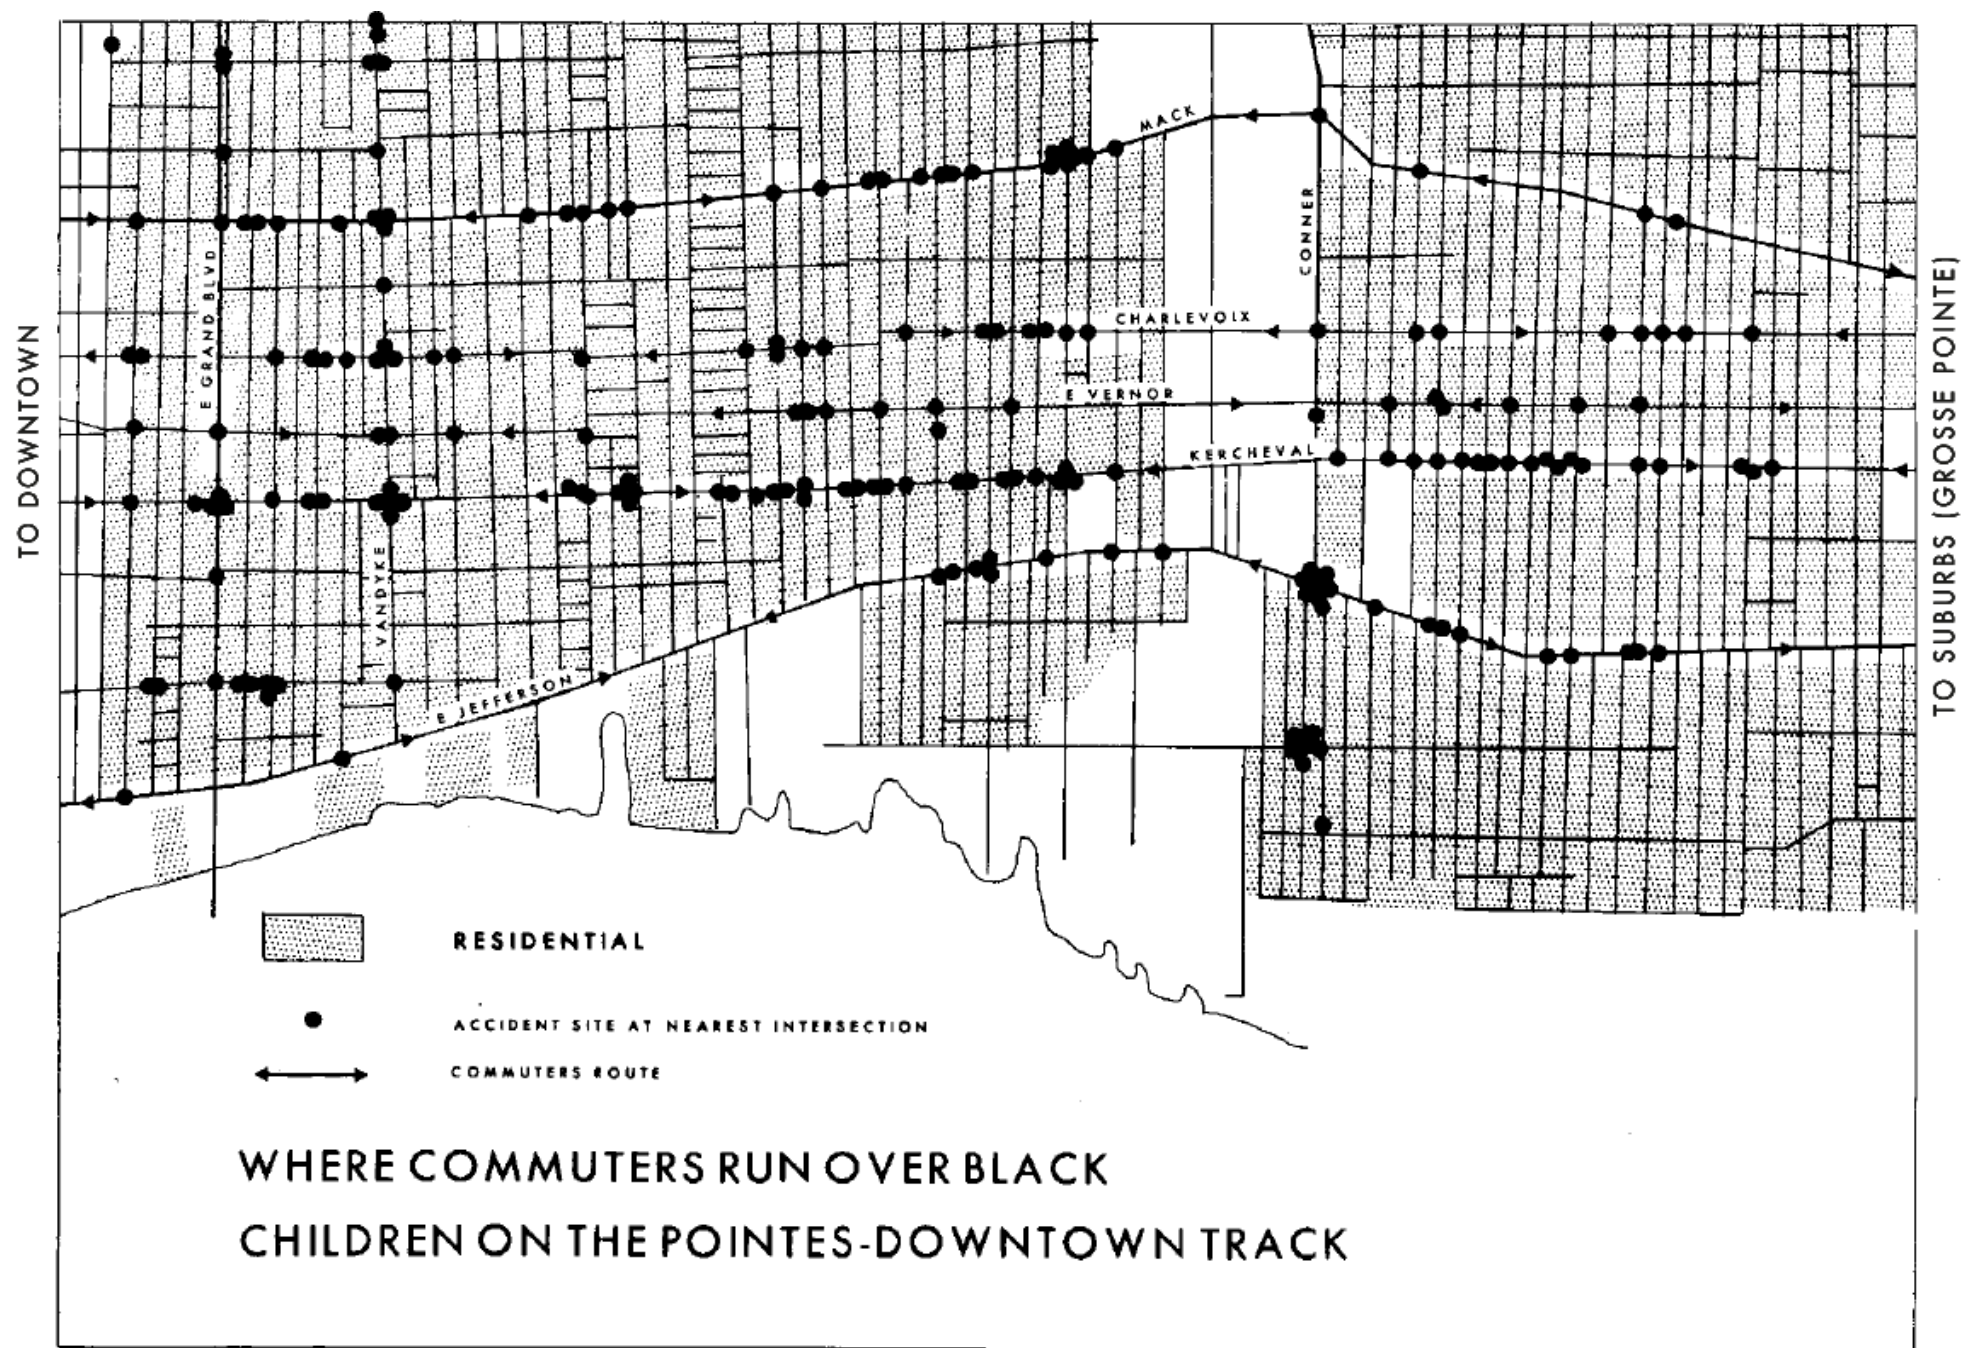 MACK
CONNER
E GRAND BLVD
CHARLEVOIX
E VERNOR
KERCHEVAL
VANDYKE
E JEFFERSON
TO DOWNTOWN
TO SUBURBS (GROSSE POINTE)
RESIDENTIAL
ACCIDENT SITE AT NEAREST INTERSECTION
COMMUTERS ROUTE
WHERE COMMUTERS RUN OVER BLACK
CHILDREN ON THE POINTES-DOWNTOWN TRACK